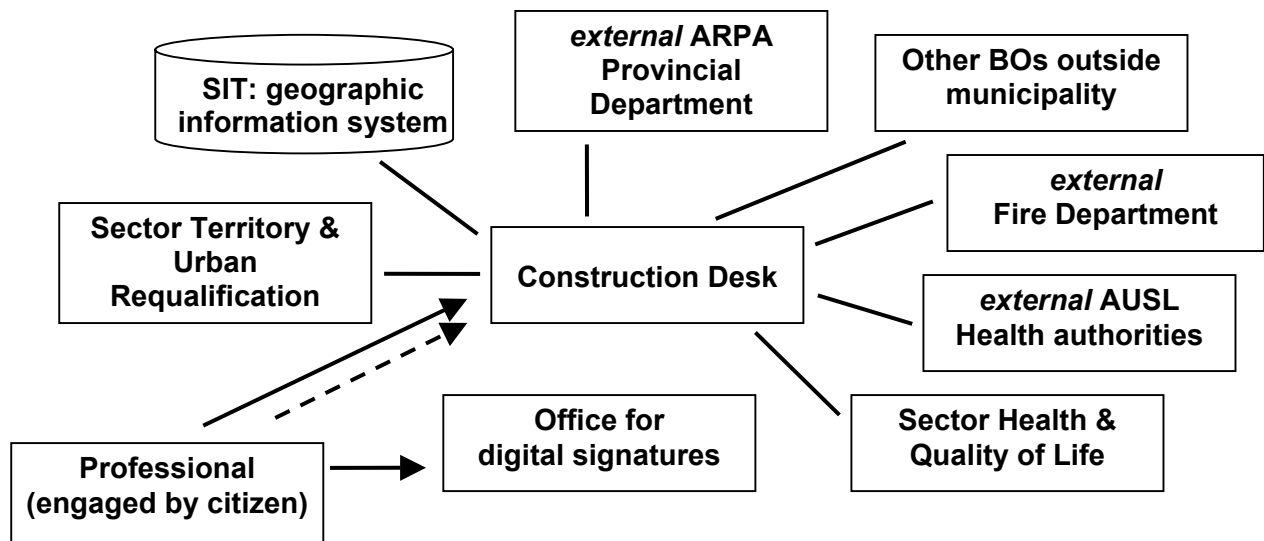 SIT: geographic
information system
external ARPA
Provincial
Department
Other BOs outside
municipality
external
Fire Department
Sector Territory &
Urban
Requalification
Construction Desk
external AUSL
Health authorities
Office for
digital signatures
Sector Health &
Quality of Life
Professional
(engaged by citizen)